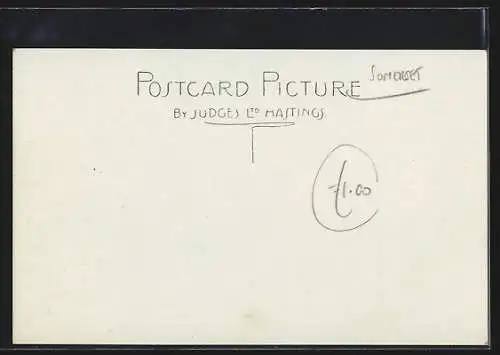 POSTCARD PICTURE
SOMERSET
BY JUDGES LTD HASTINGS.
£1.00